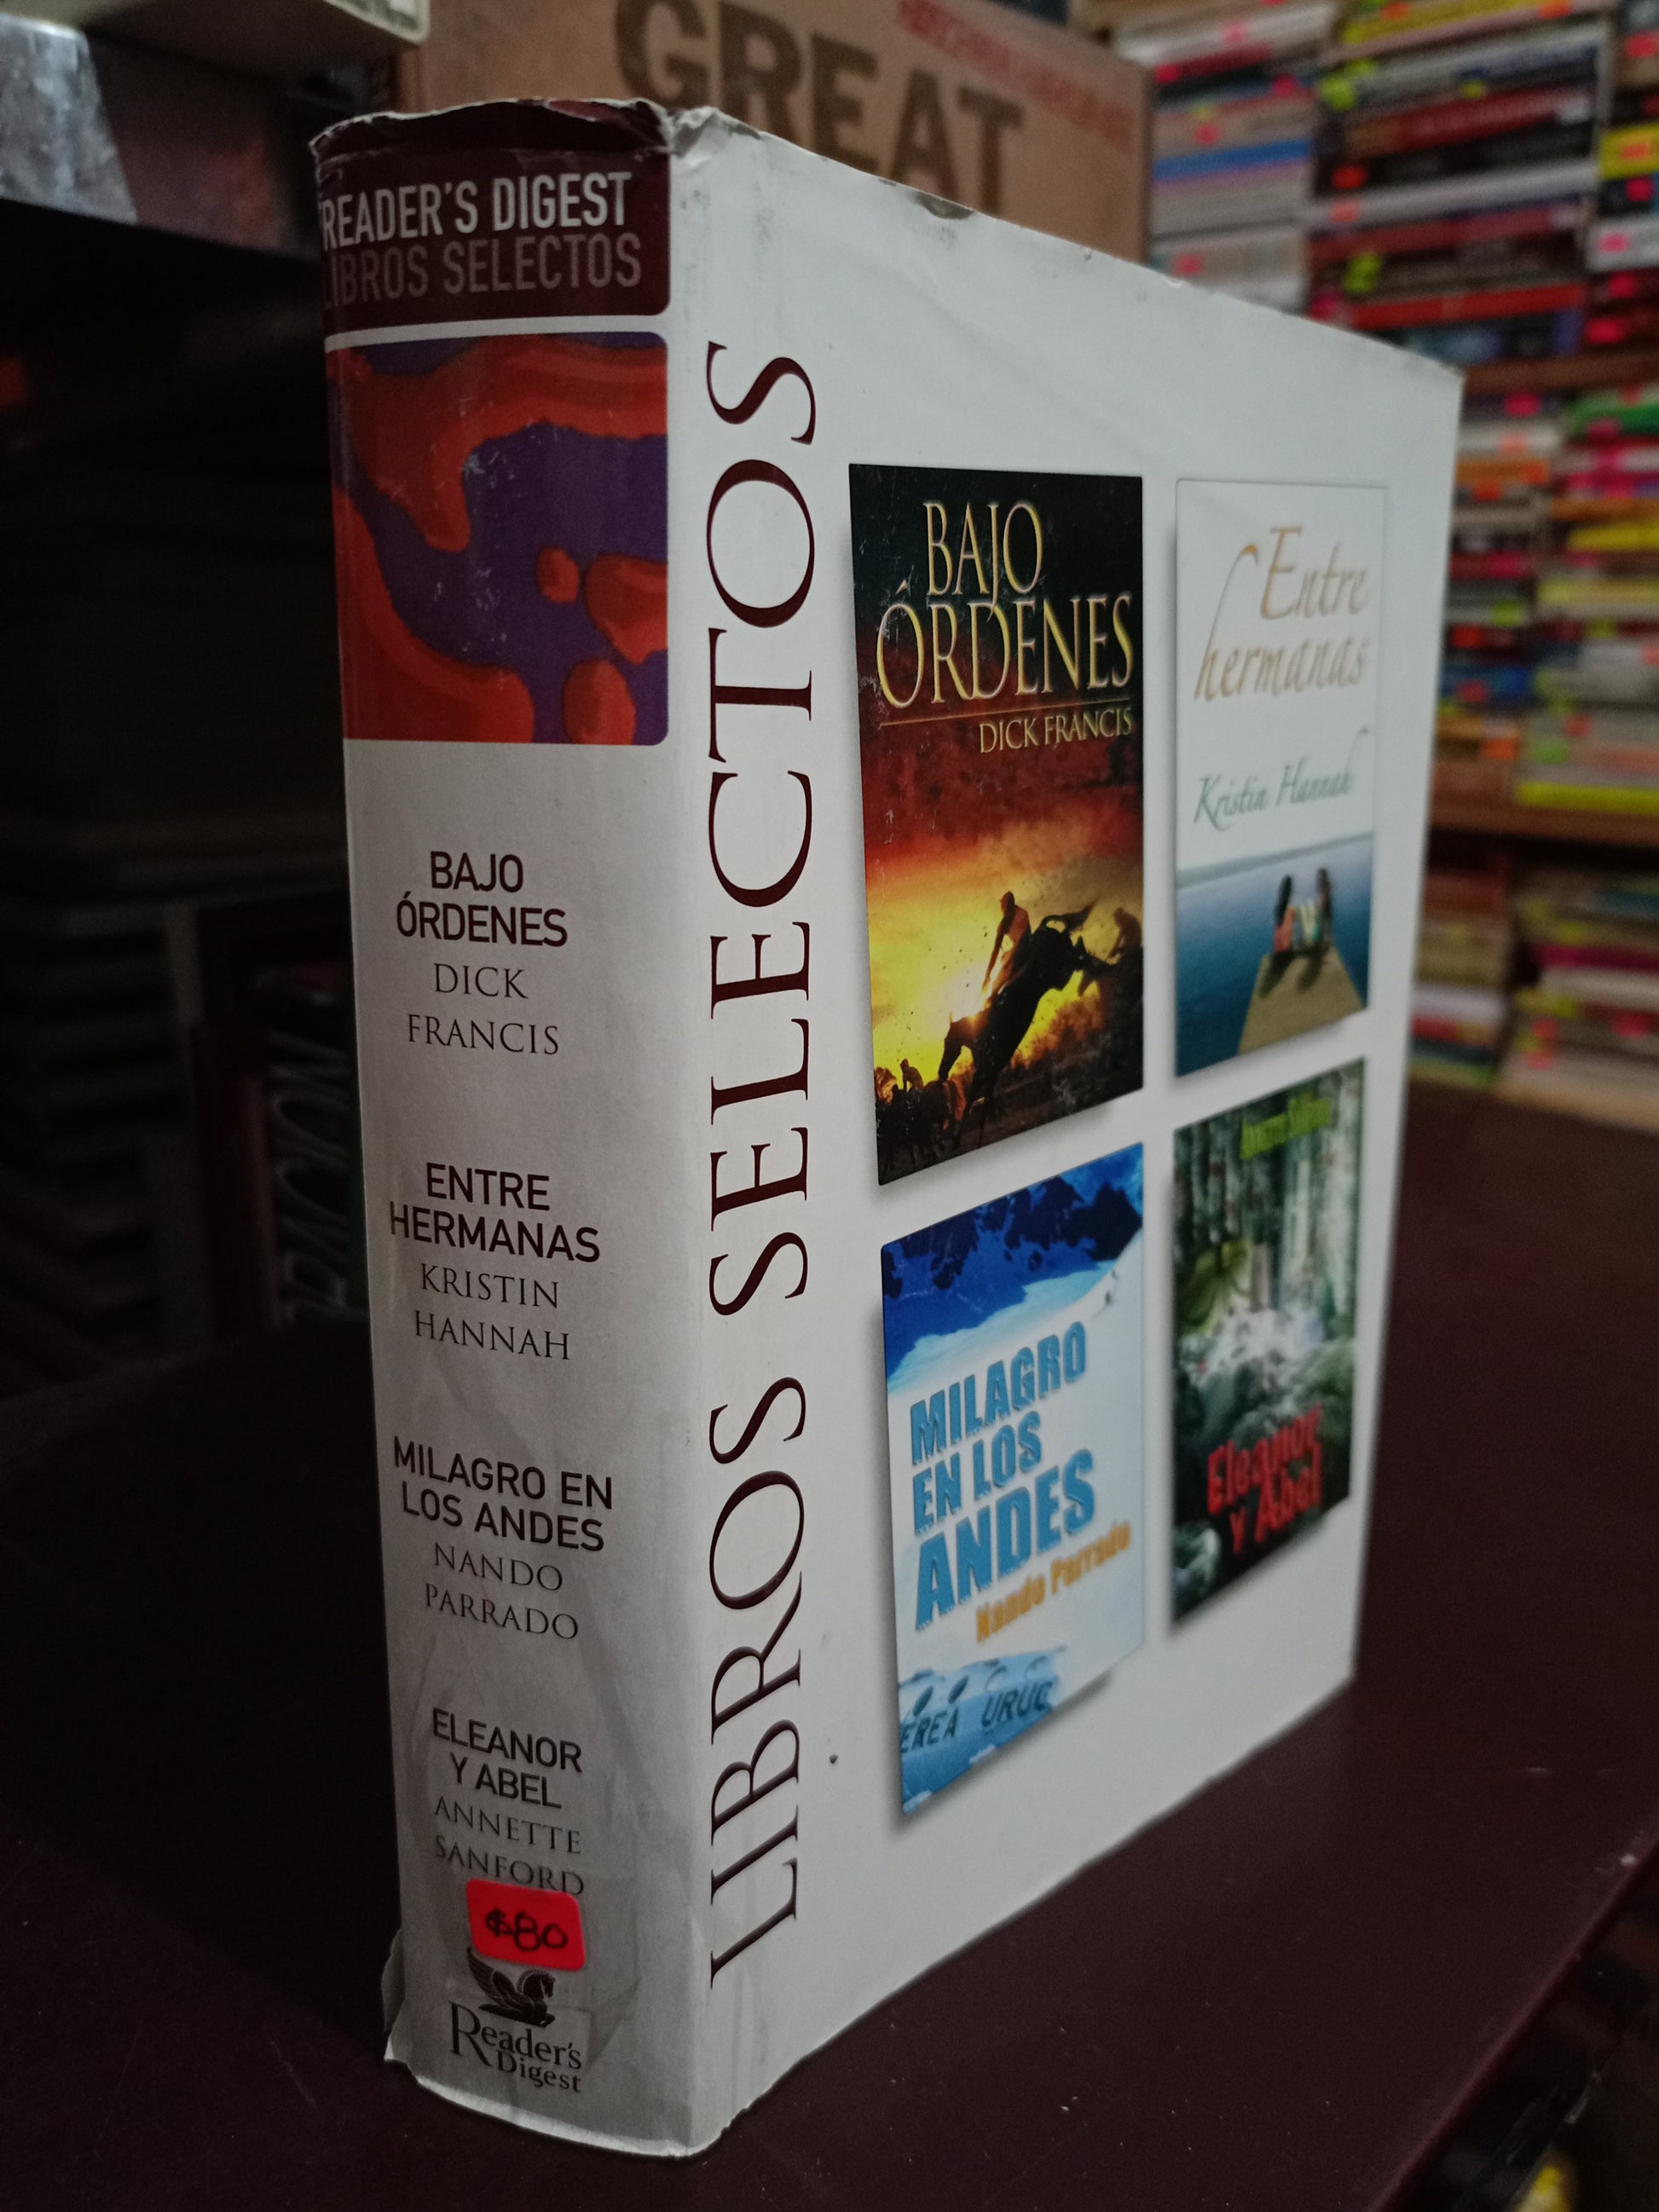 GREAT
READER'S DIGEST
LIBROS SELECTOS
BAJO
ÓRDENES
DICK
FRANCIS
ENTRE
HERMANAS
KRISTIN
HANNAH
MILAGRO EN
LOS ANDES
NANDO
PARRADO
ELEANOR
Y ABEL
ANNETTE
SANFORD
$80
Reader's
Digest
LIBROS SELECTOS
BAJO
ÓRDENES
DICK FRANCIS
Entre
hermanas
Kristin Hannah
MILAGRO
EN LOS
ANDES
Nando Parrado
EREA URUG
Eleanor
y Abel